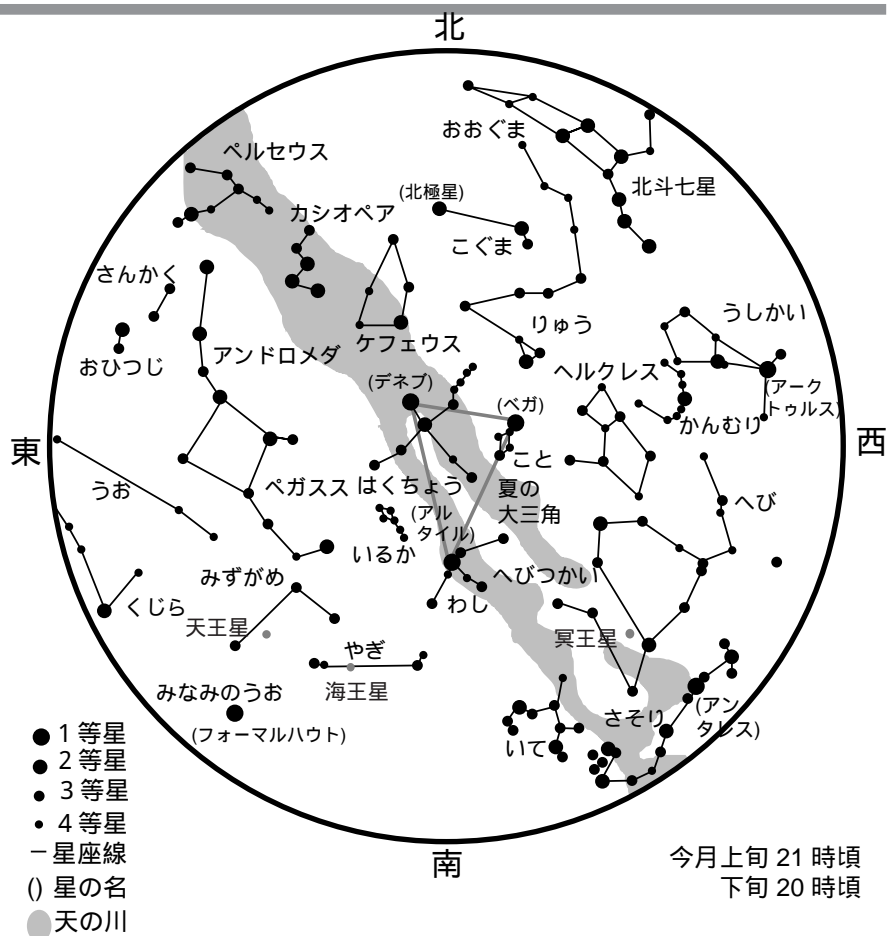 北
おおぐま
ペルセウス
北斗七星
(北極星)
カシオペア
こぐま
さんかく
うしかい
りゅう
ケフェウス
アンドロメダ
おひつじ
ヘルクレス
(デネブ)
(アーク
トゥルス)
(ベガ)
かんむり
東
西
こと
うお
ペガスス
はくちょう
夏の
大三角
へび
(アル
タイル)
いるか
みずがめ
へびつかい
わし
くじら
天王星
冥王星
やぎ
海王星
みなみのうお
(フォーマルハウト)
さそり
(アン
タレス)
いて
1 等星
2 等星
3 等星
4 等星
星座線
() 星の名
天の川
南
今月上旬 21 時頃
下旬 20 時頃